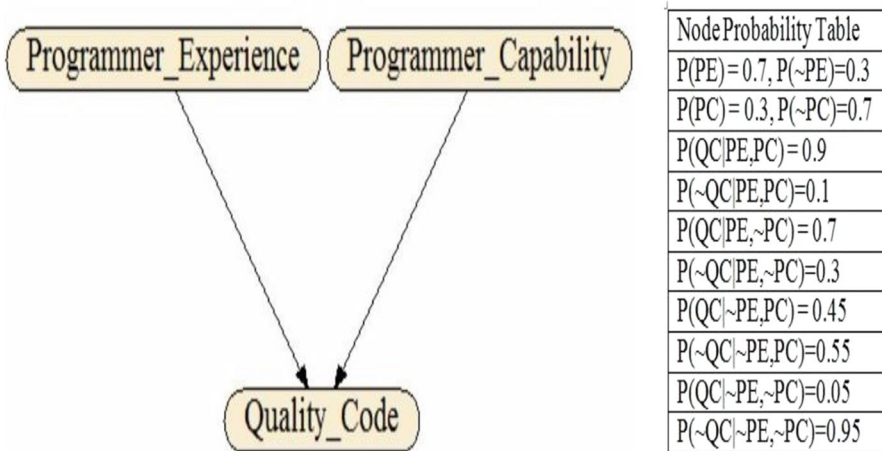 Programmer_Experience
Programmer_Capability
Quality_Code
Node Probability Table
P(PE) = 0.7, P(~PE)=0.3
P(PC) = 0.3, P(~PC)=0.7
P(QC|PE,PC) = 0.9
P(~QC|PE,PC)=0.1
P(QC|PE,~PC) = 0.7
P(~QC|PE,~PC)=0.3
P(QC|~PE,PC) = 0.45
P(~QC|~PE,PC)=0.55
P(QC|~PE,~PC)=0.05
P(~QC|~PE,~PC)=0.95